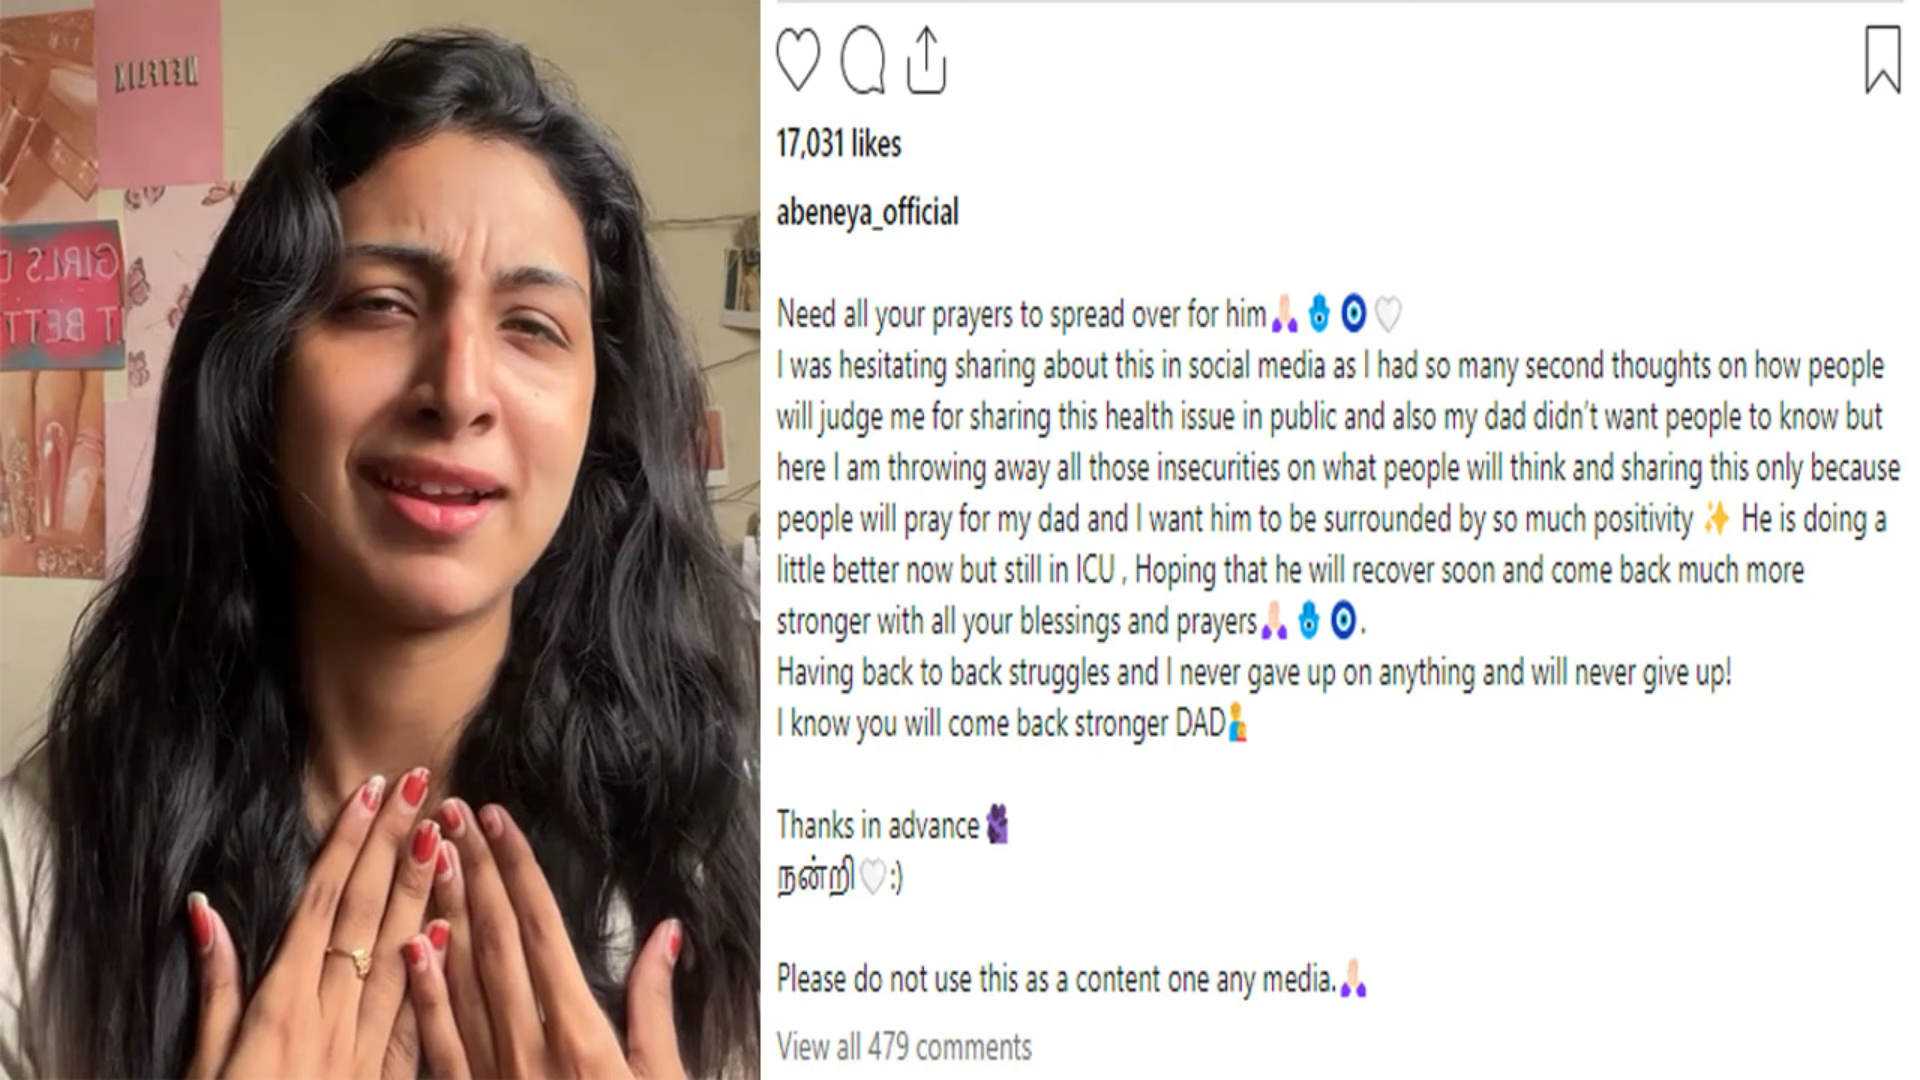 NETFLIX
GIRLS D
IT BETT
17,031 likes
abeneya_official
Need all your prayers to spread over for him🙏🏻🪬🧿🤍
I was hesitating sharing about this in social media as I had so many second thoughts on how people
will judge me for sharing this health issue in public and also my dad didn't want people to know but
here I am throwing away all those insecurities on what people will think and sharing this only because
people will pray for my dad and I want him to be surrounded by so much positivity ✨ He is doing a
little better now but still in ICU , Hoping that he will recover soon and come back much more
stronger with all your blessings and prayers🙏🏻🪬🧿.
Having back to back struggles and I never gave up on anything and will never give up!
I know you will come back stronger DAD🫂
Thanks in advance🫶🏿
நன்றி🤍:)
Please do not use this as a content one any media.🙏🏻
View all 479 comments